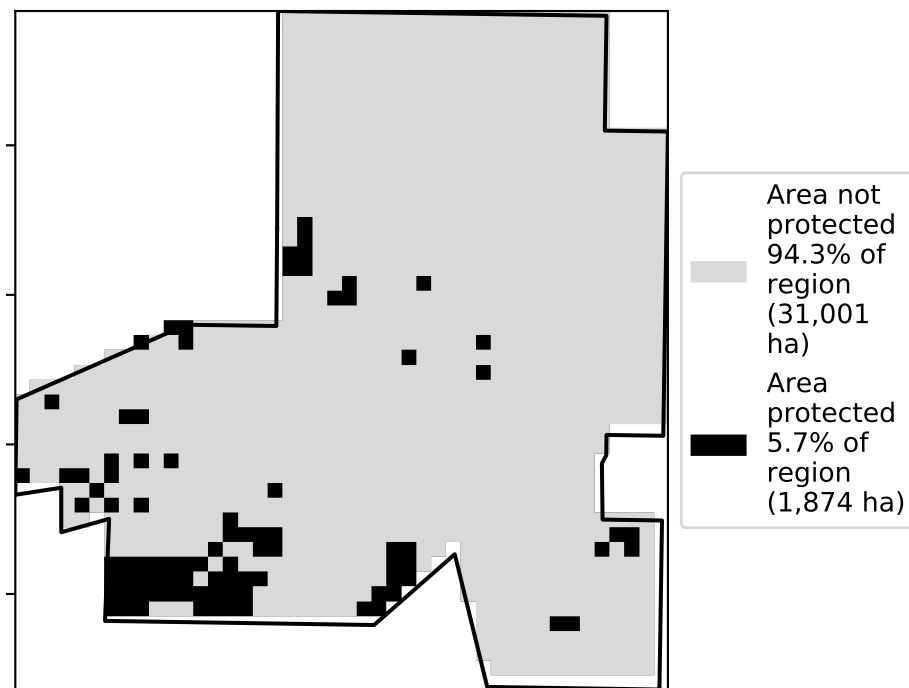 Area not
protected
94.3% of
region
(31,001
ha)
Area
protected
5.7% of
region
(1,874 ha)